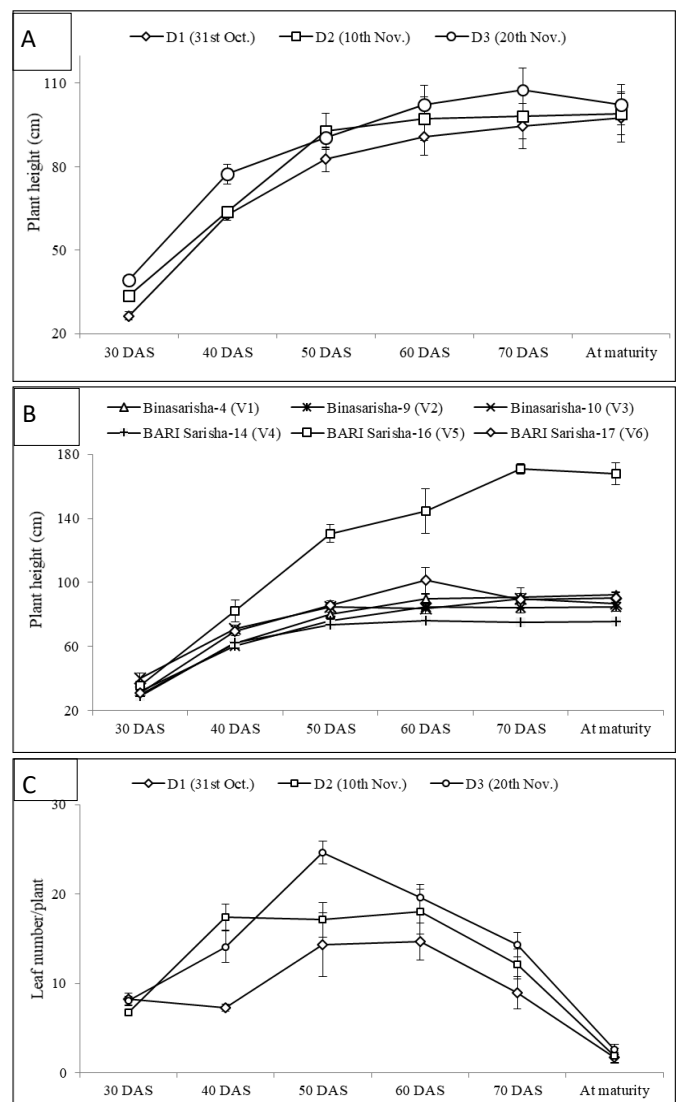 A
D1 (31st Oct.) D2 (10th Nov.) D3 (20th Nov.)
110
80
50
20
Plant height (cm)
30 DAS 40 DAS 50 DAS 60 DAS 70 DAS At maturity
B
Binasarisha-4 (V1) Binasarisha-9 (V2) Binasarisha-10 (V3)
BARI Sarisha-14 (V4) BARI Sarisha-16 (V5) BARI Sarisha-17 (V6)
180
140
100
60
20
Plant height (cm)
30 DAS 40 DAS 50 DAS 60 DAS 70 DAS At maturity
C
D1 (31st Oct.) D2 (10th Nov.) D3 (20th Nov.)
30
20
10
0
Leaf number/plant
30 DAS 40 DAS 50 DAS 60 DAS 70 DAS At maturity